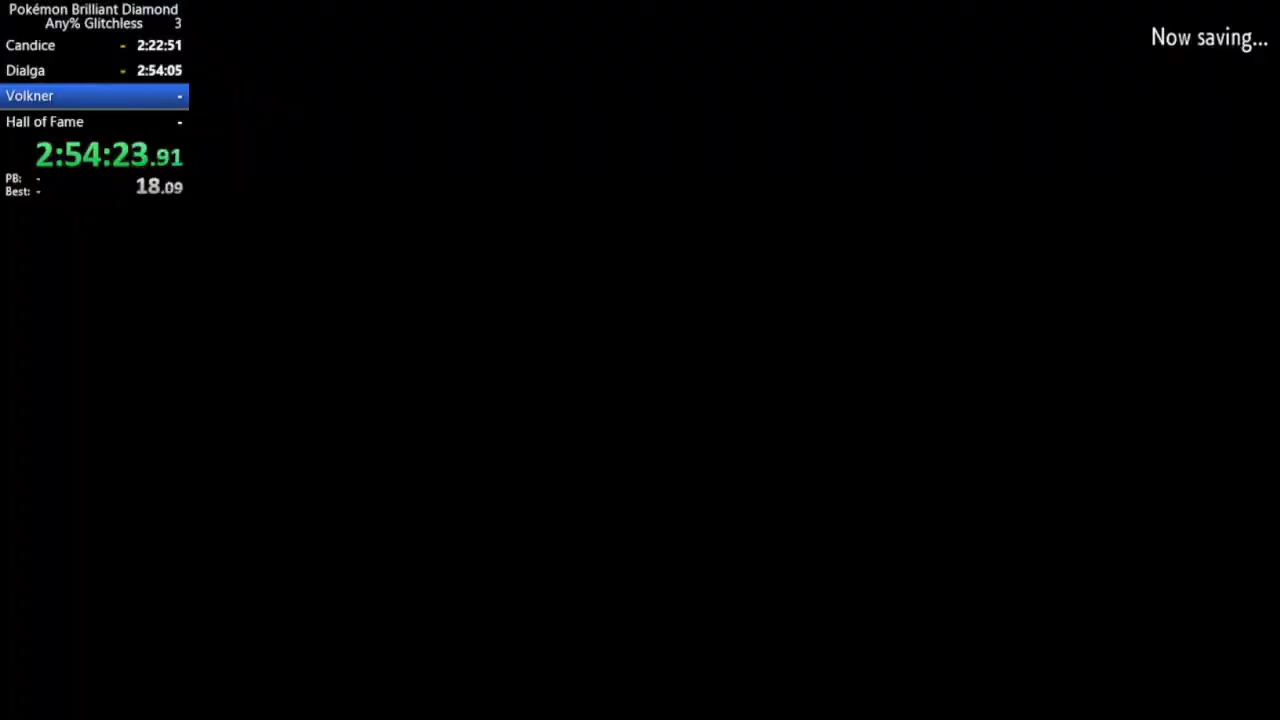 Pokémon Brilliant Diamond
Any% Glitchless 3
Now saving...
Candice - 2:22:51
Dialga - 2:54:05
Volkner -
Hall of Fame -
2:54:23.91
PB: -
18.09
Best: -